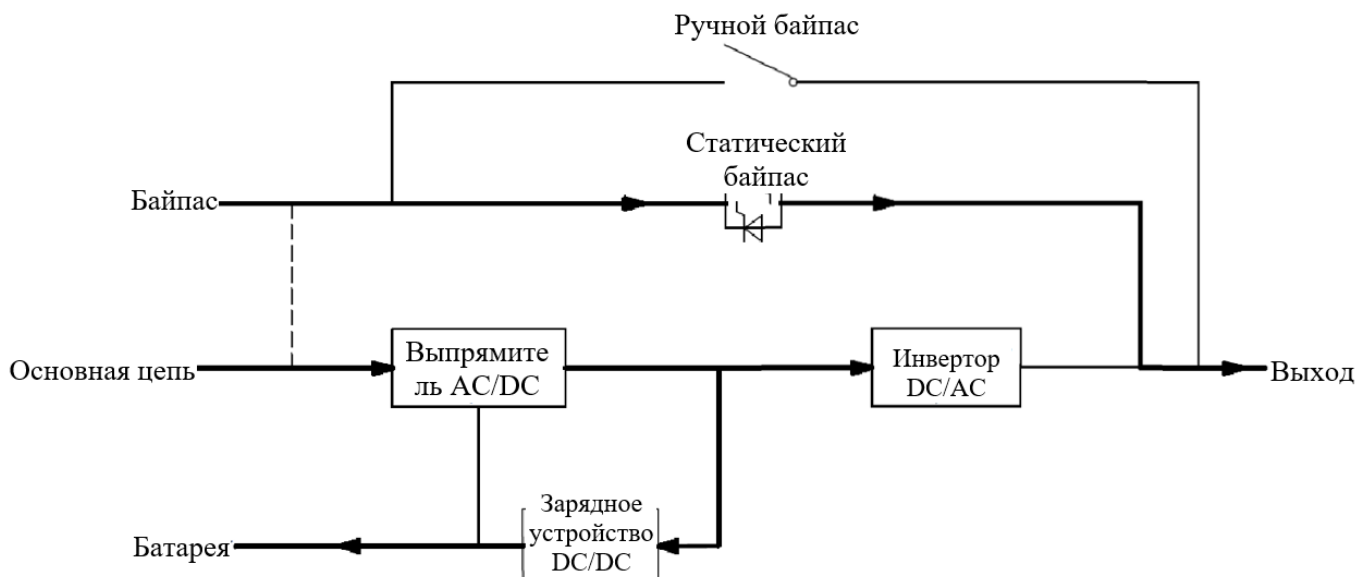 Ручной байпас
Статический
байпас
Байпас
Основная цепь
Выпрямите
ль AC/DC
Инвертор
DC/AC
Выход
Зарядное
устройство
DC/DC
Батарея